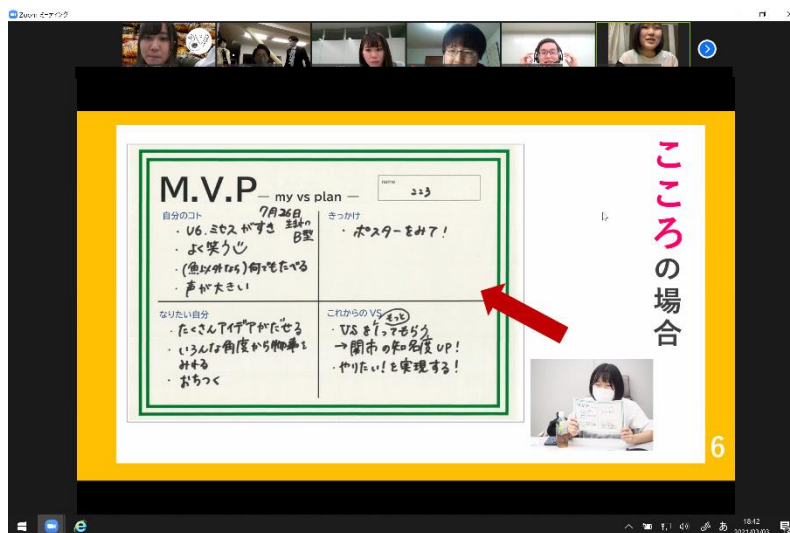 Zoom ミーティング
こころの場合
M.V.P— my vs plan —
name
223
自分のコト
7月26日
生まれ
B型
・V6.ミセスがすき
・よく笑う
・(魚以外なら)何でもたべる
・声が大きい
きっかけ
・ポスターをみて!
なりたい自分
・たくさんアイデアがだせる
・いろんな角度から物事を
みれる
・おちつく
これからの VS
もっと
・VSをしってもらう
→関市の知名度UP!
・やりたい!を実現する!
6
あ
18:42
2021/03/03